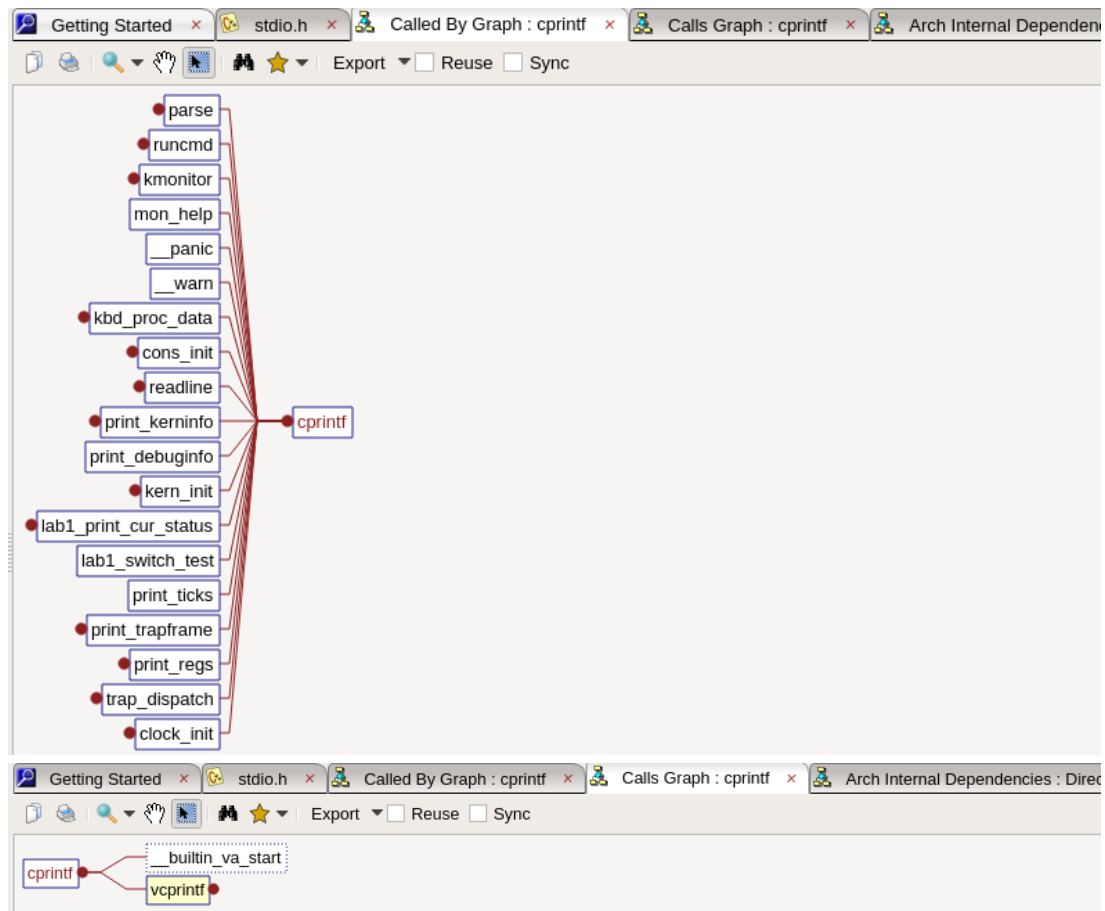 Getting Started × stdio.h × Called By Graph : cprintf × Calls Graph : cprintf × Arch Internal Dependen
Export Reuse Sync
parse
runcmd
kmonitor
mon_help
__panic
__warn
kbd_proc_data
cons_init
readline
print_kerninfo
cprintf
print_debuginfo
kern_init
lab1_print_cur_status
lab1_switch_test
print_ticks
print_trapframe
print_regs
trap_dispatch
clock_init
Getting Started × stdio.h × Called By Graph : cprintf × Calls Graph : cprintf × Arch Internal Dependencies : Direc
Export Reuse Sync
__builtin_va_start
cprintf
vcprintf